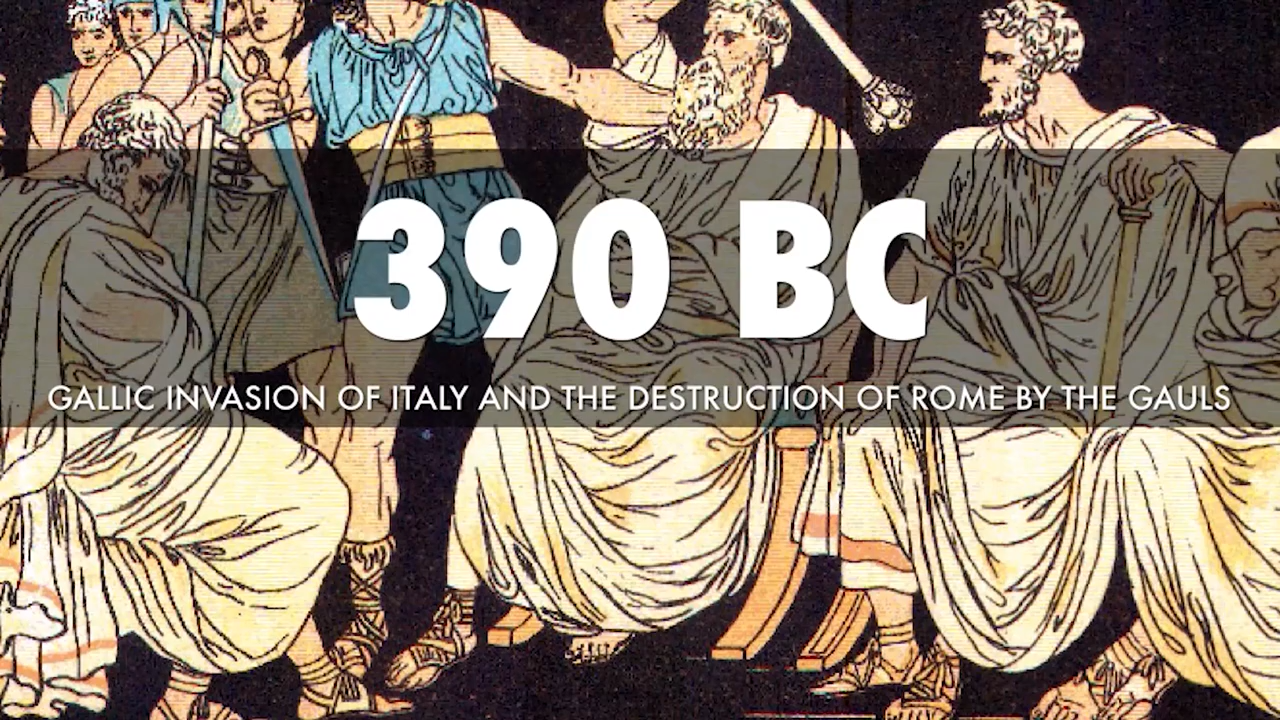 390 BC
GALLIC INVASION OF ITALY AND THE DESTRUCTION OF ROME BY THE GAULS